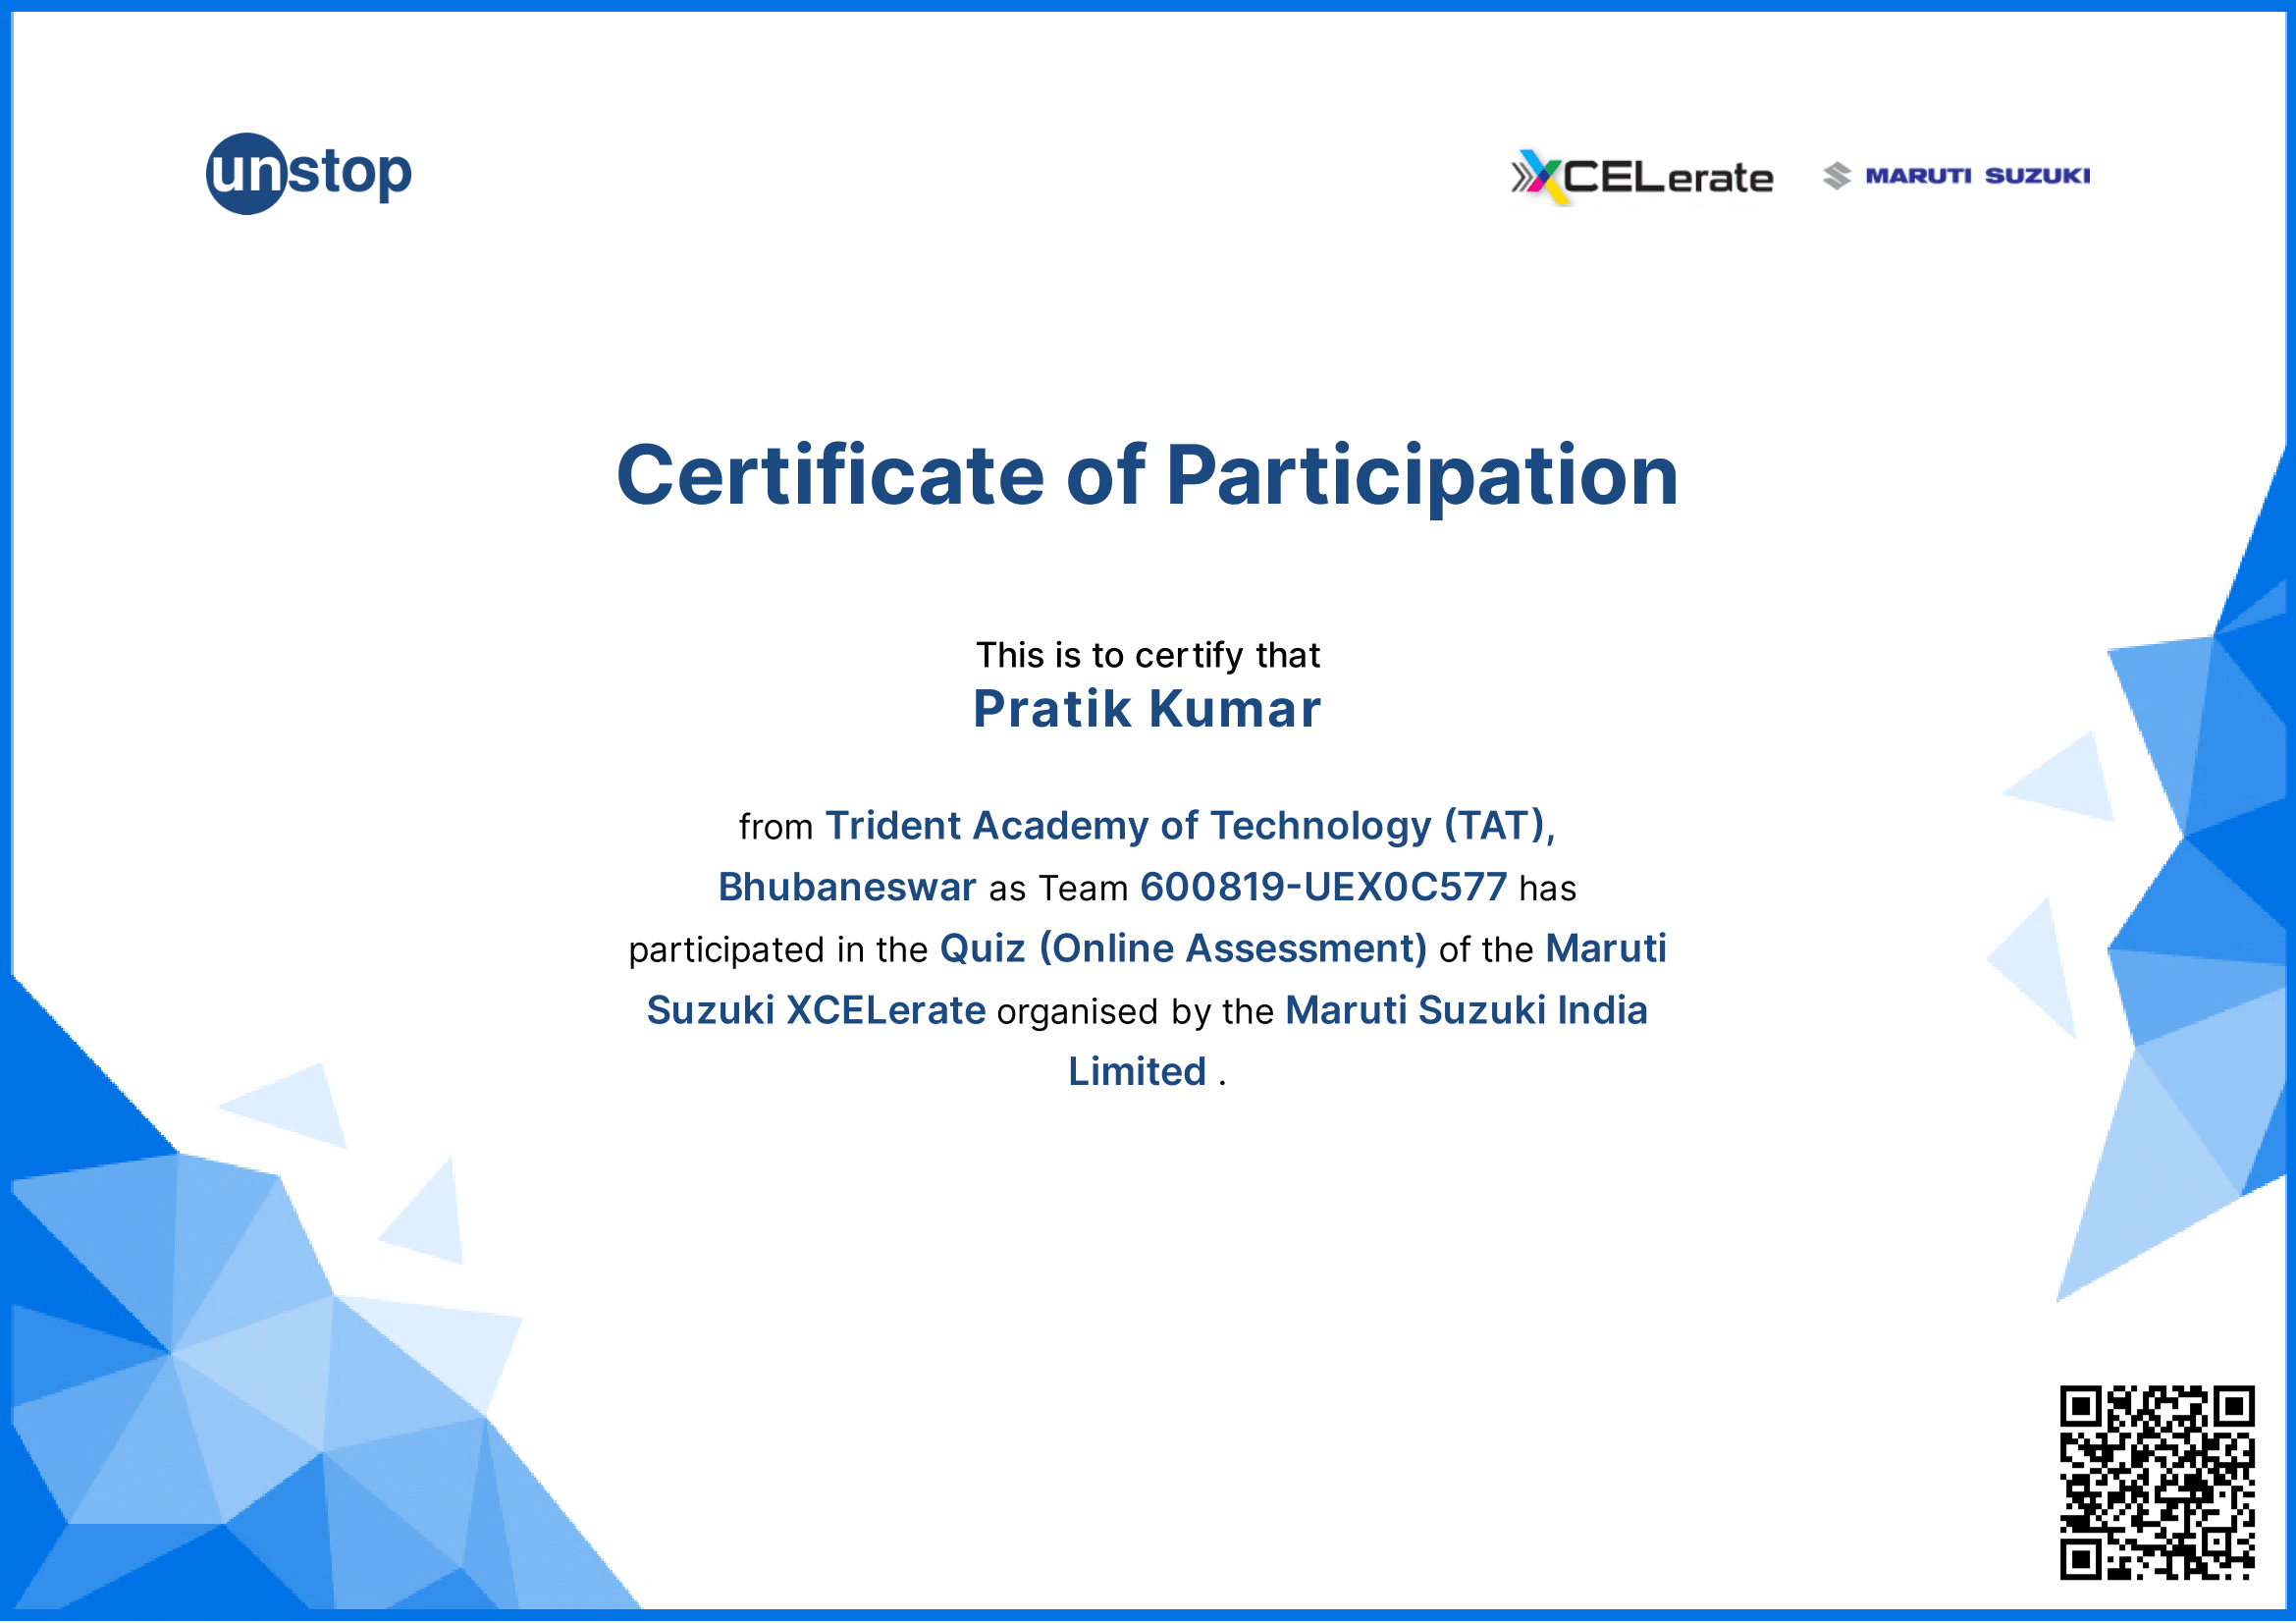 unstop
XCELerate MARUTI SUZUKI
Certificate of Participation
This is to certify that
Pratik Kumar
from Trident Academy of Technology (TAT),
Bhubaneswar as Team 600819-UEX0C577 has
participated in the Quiz (Online Assessment) of the Maruti
Suzuki XCELerate organised by the Maruti Suzuki India
Limited .